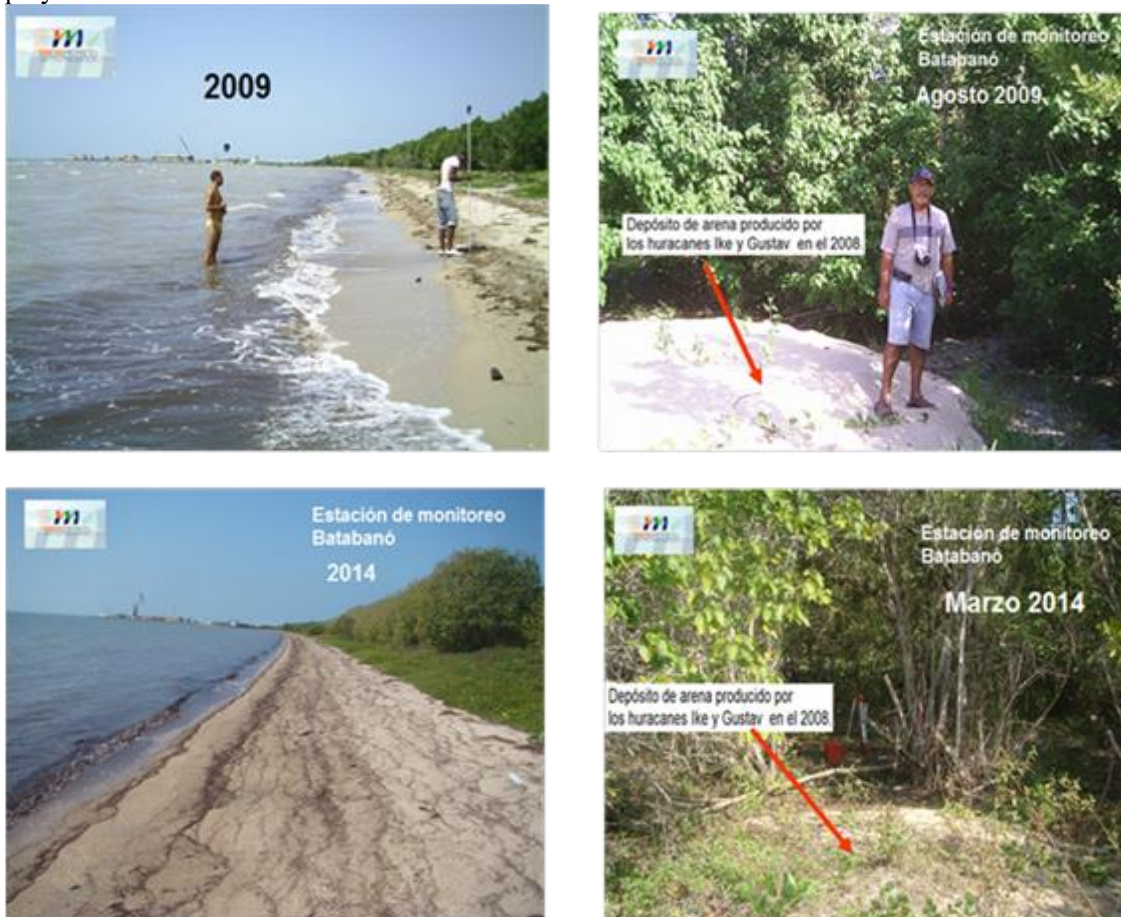 m
2009
m
Estación de monitoreo
Batabanó
Agosto 2009
Depósito de arena producido por
los huracanes Ike y Gustav en el 2008.
m
Estación de monitoreo
Batabanó
2014
m
Estación de monitoreo
Batabanó
Marzo 2014
Depósito de arena producido por
los huracanes Ike y Gustav en el 2008.